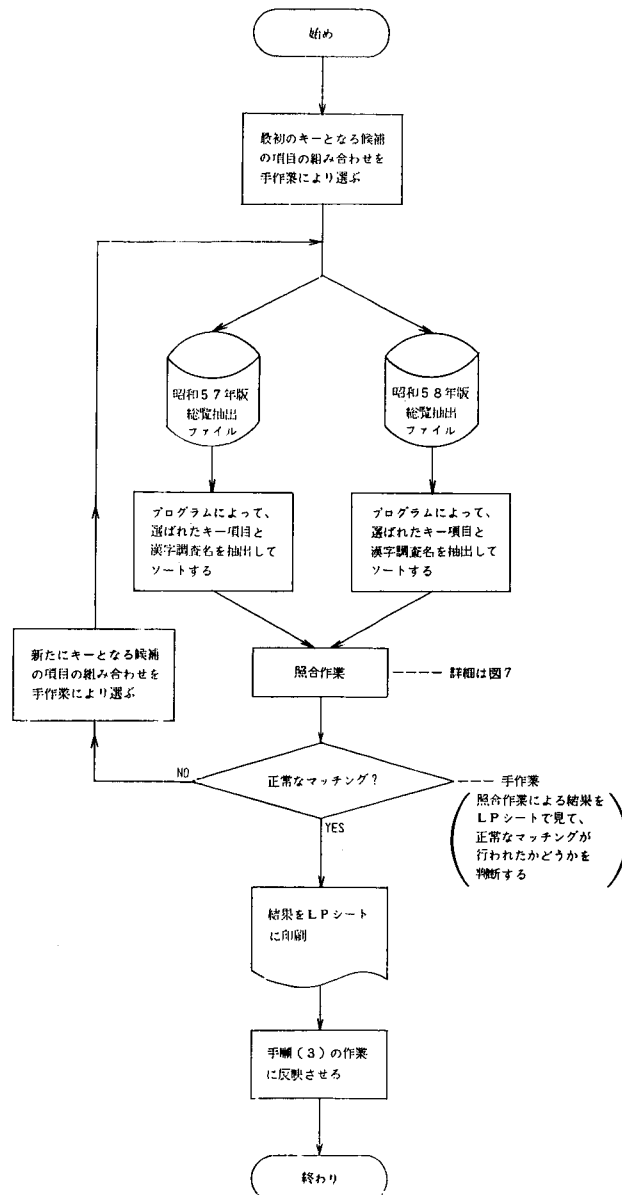 始め
最初のキーとなる候補
の項目の組み合わせを
手作業により選ぶ
昭和57年版
総覧抽出
ファイル
昭和58年版
総覧抽出
ファイル
プログラムによって、
選ばれたキー項目と
漢字調査名を抽出して
ソートする
プログラムによって、
選ばれたキー項目と
漢字調査名を抽出して
ソートする
新たにキーとなる候補
の項目の組み合わせを
手作業により選ぶ
照合作業
詳細は図7
NO
正常なマッチング?
手作業
照合作業による結果を
LPシートで見て、
正常なマッチングが
行われたかどうかを
判断する
YES
結果をLPシート
に印刷
手順(3)の作業
に反映させる
終わり